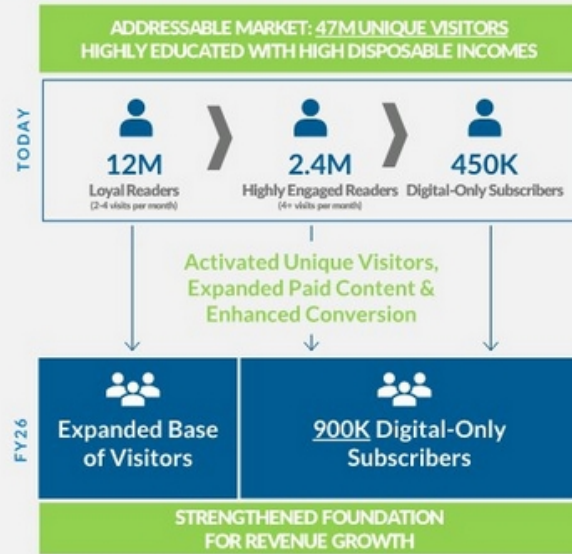 ADDRESSABLE MARKET: 47M UNIQUE VISITORS
HIGHLY EDUCATED WITH HIGH DISPOSABLE INCOMES
TODAY
12M
Loyal Readers
(2-4 visits per month)
2.4M
Highly Engaged Readers
(4+ visits per month)
450K
Digital-Only Subscribers
Activated Unique Visitors,
Expanded Paid Content &
Enhanced Conversion
FY26
Expanded Base
of Visitors
900K Digital-Only
Subscribers
STRENGTHENED FOUNDATION
FOR REVENUE GROWTH